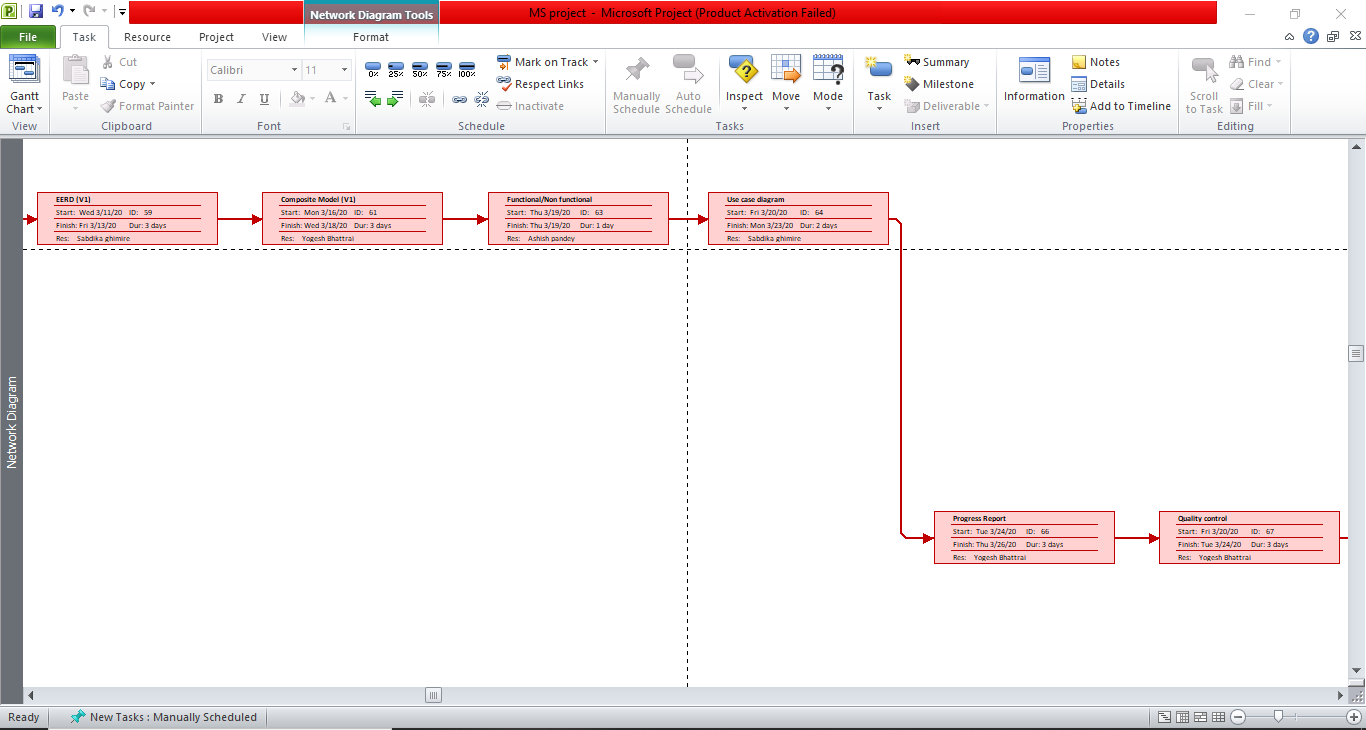 Network Diagram Tools
MS project - Microsoft Project (Product Activation Failed)
File
Task
Resource
Project
View
Format
Gantt
Chart
View
Paste
Cut
Copy
Format Painter
Clipboard
Calibri
11
B I U
A
Font
0% 25% 50% 75% 100%
Mark on Track
Respect Links
Inactivate
Schedule
Manually
Schedule
Auto
Schedule
Inspect
Move
Mode
Tasks
Task
Summary
Milestone
Deliverable
Insert
Information
Notes
Details
Add to Timeline
Properties
Scroll
to Task
Find
Clear
Fill
Editing
Network Diagram
EERD (V1)
Start: Wed 3/11/20 ID: 59
Finish: Fri 3/13/20 Dur: 3 days
Res: Sabdika ghimire
Composite Model (V1)
Start: Mon 3/16/20 ID: 61
Finish: Wed 3/18/20 Dur: 3 days
Res: Yogesh Bhattrai
Functional/Non functional
Start: Thu 3/19/20 ID: 63
Finish: Thu 3/19/20 Dur: 1 day
Res: Ashish pandey
Use case diagram
Start: Fri 3/20/20 ID: 64
Finish: Mon 3/23/20 Dur: 2 days
Res: Sabdika ghimire
Progress Report
Start: Tue 3/24/20 ID: 66
Finish: Thu 3/26/20 Dur: 3 days
Res: Yogesh Bhattrai
Quality control
Start: Fri 3/20/20 ID: 67
Finish: Tue 3/24/20 Dur: 3 days
Res: Yogesh Bhattrai
Ready
New Tasks : Manually Scheduled